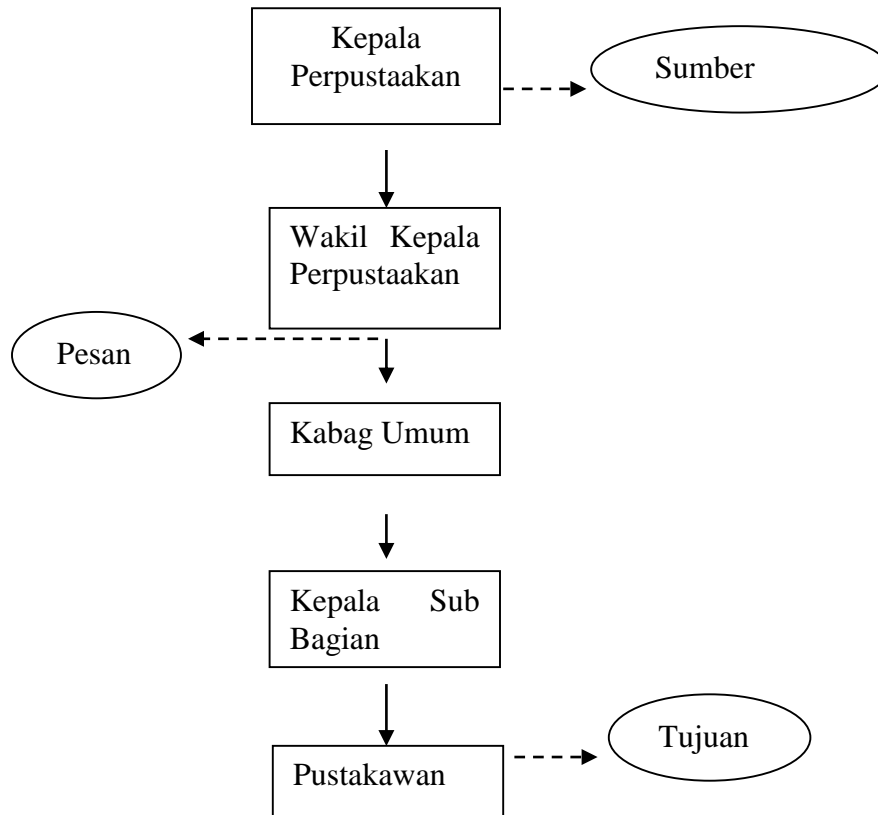 Kepala
Perpustaakan
Sumber
Wakil Kepala
Perpustaakan
Pesan
Kabag Umum
Kepala Sub
Bagian
Tujuan
Pustakawan